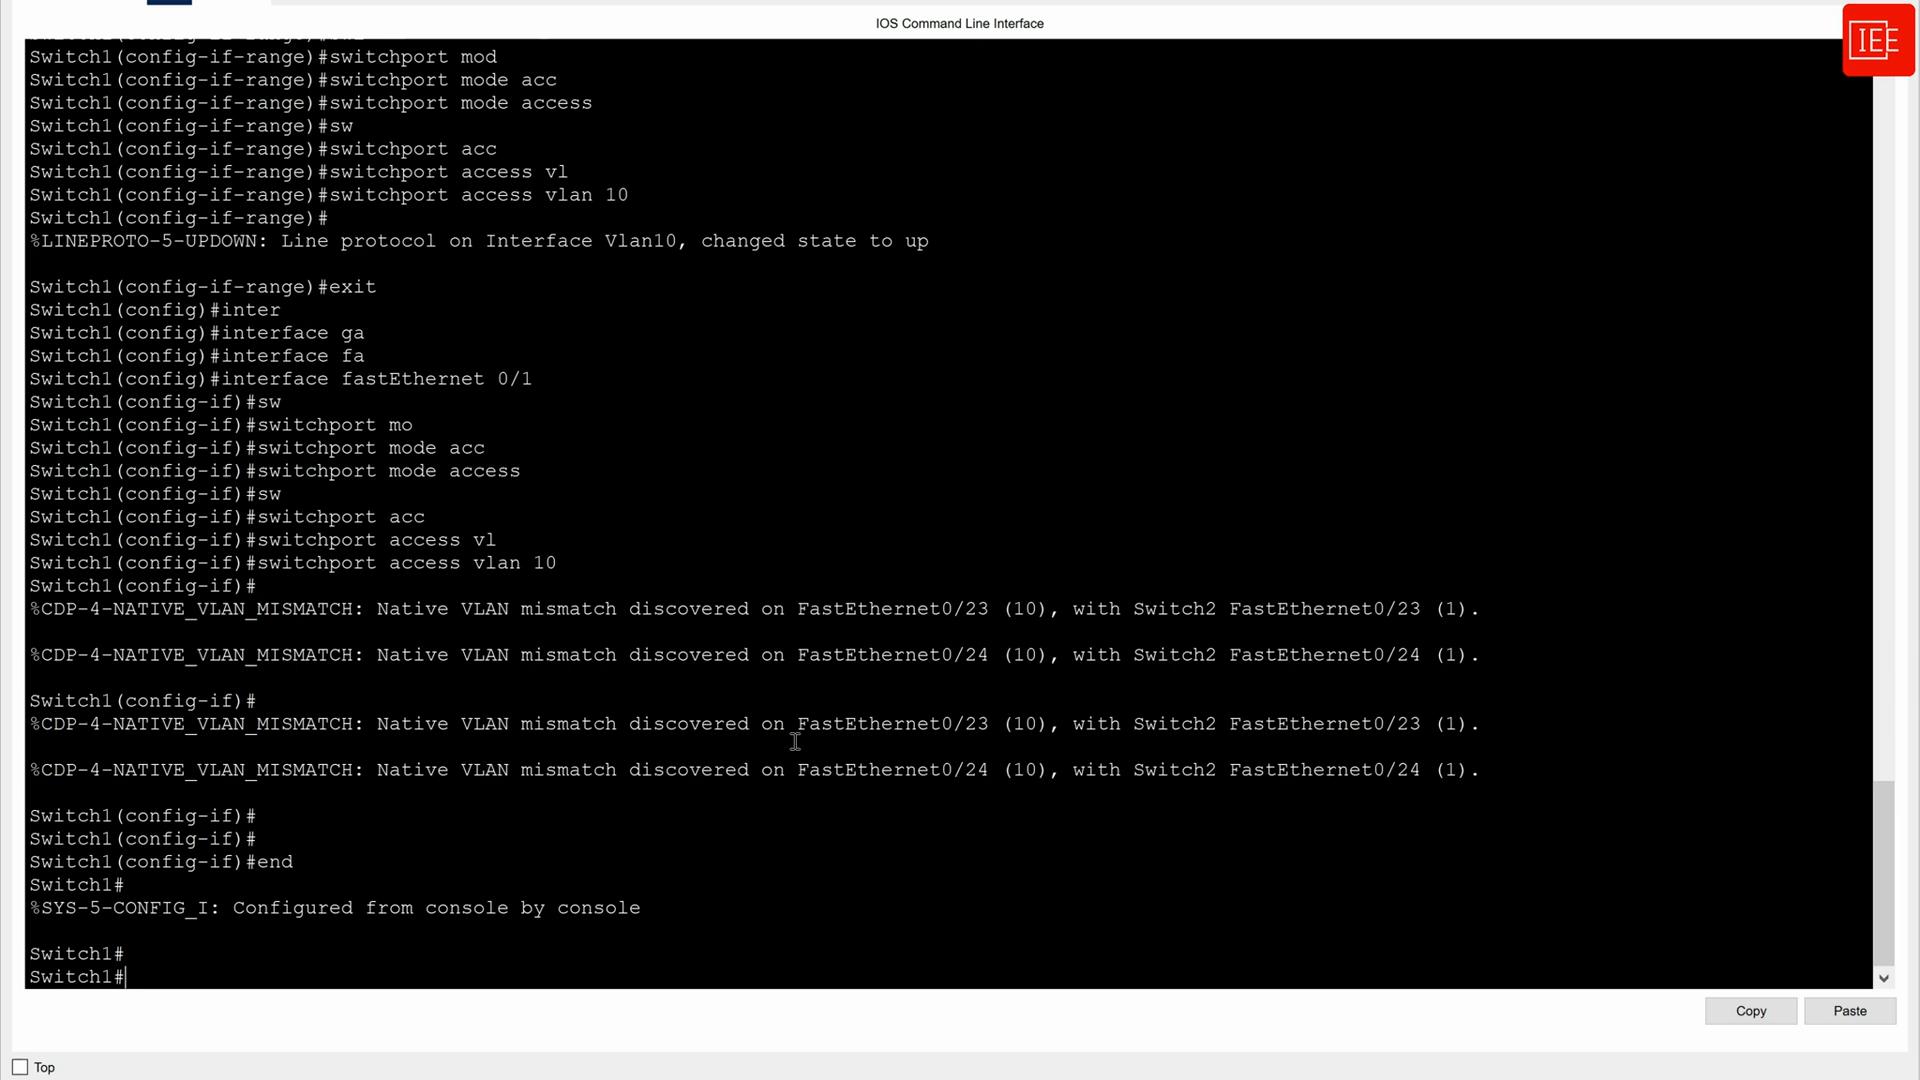 IOS Command Line Interface
IEE
Switch1(config-if-range)#switchport mod
Switch1(config-if-range)#switchport mode acc
Switch1(config-if-range)#switchport mode access
Switch1(config-if-range)#sw
Switch1(config-if-range)#switchport acc
Switch1(config-if-range)#switchport access vl
Switch1(config-if-range)#switchport access vlan 10
Switch1(config-if-range)#
%LINEPROTO-5-UPDOWN: Line protocol on Interface Vlan10, changed state to up
Switch1(config-if-range)#exit
Switch1(config)#inter
Switch1(config)#interface ga
Switch1(config)#interface fa
Switch1(config)#interface fastEthernet 0/1
Switch1(config-if)#sw
Switch1(config-if)#switchport mo
Switch1(config-if)#switchport mode acc
Switch1(config-if)#switchport mode access
Switch1(config-if)#sw
Switch1(config-if)#switchport acc
Switch1(config-if)#switchport access vl
Switch1(config-if)#switchport access vlan 10
Switch1(config-if)#
%CDP-4-NATIVE_VLAN_MISMATCH: Native VLAN mismatch discovered on FastEthernet0/23 (10), with Switch2 FastEthernet0/23 (1).
%CDP-4-NATIVE_VLAN_MISMATCH: Native VLAN mismatch discovered on FastEthernet0/24 (10), with Switch2 FastEthernet0/24 (1).
Switch1(config-if)#
%CDP-4-NATIVE_VLAN_MISMATCH: Native VLAN mismatch discovered on FastEthernet0/23 (10), with Switch2 FastEthernet0/23 (1).
%CDP-4-NATIVE_VLAN_MISMATCH: Native VLAN mismatch discovered on FastEthernet0/24 (10), with Switch2 FastEthernet0/24 (1).
Switch1(config-if)#
Switch1(config-if)#
Switch1(config-if)#end
Switch1#
%SYS-5-CONFIG_I: Configured from console by console
Switch1#
Switch1#
Copy
Paste
Top